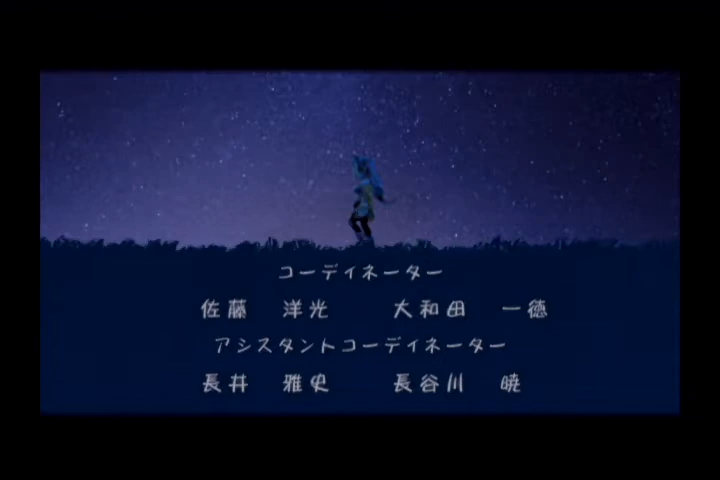 コーディネーター
佐藤 洋光 大和田 一徳
アシスタントコーディネーター
長井 雅史 長谷川 暁